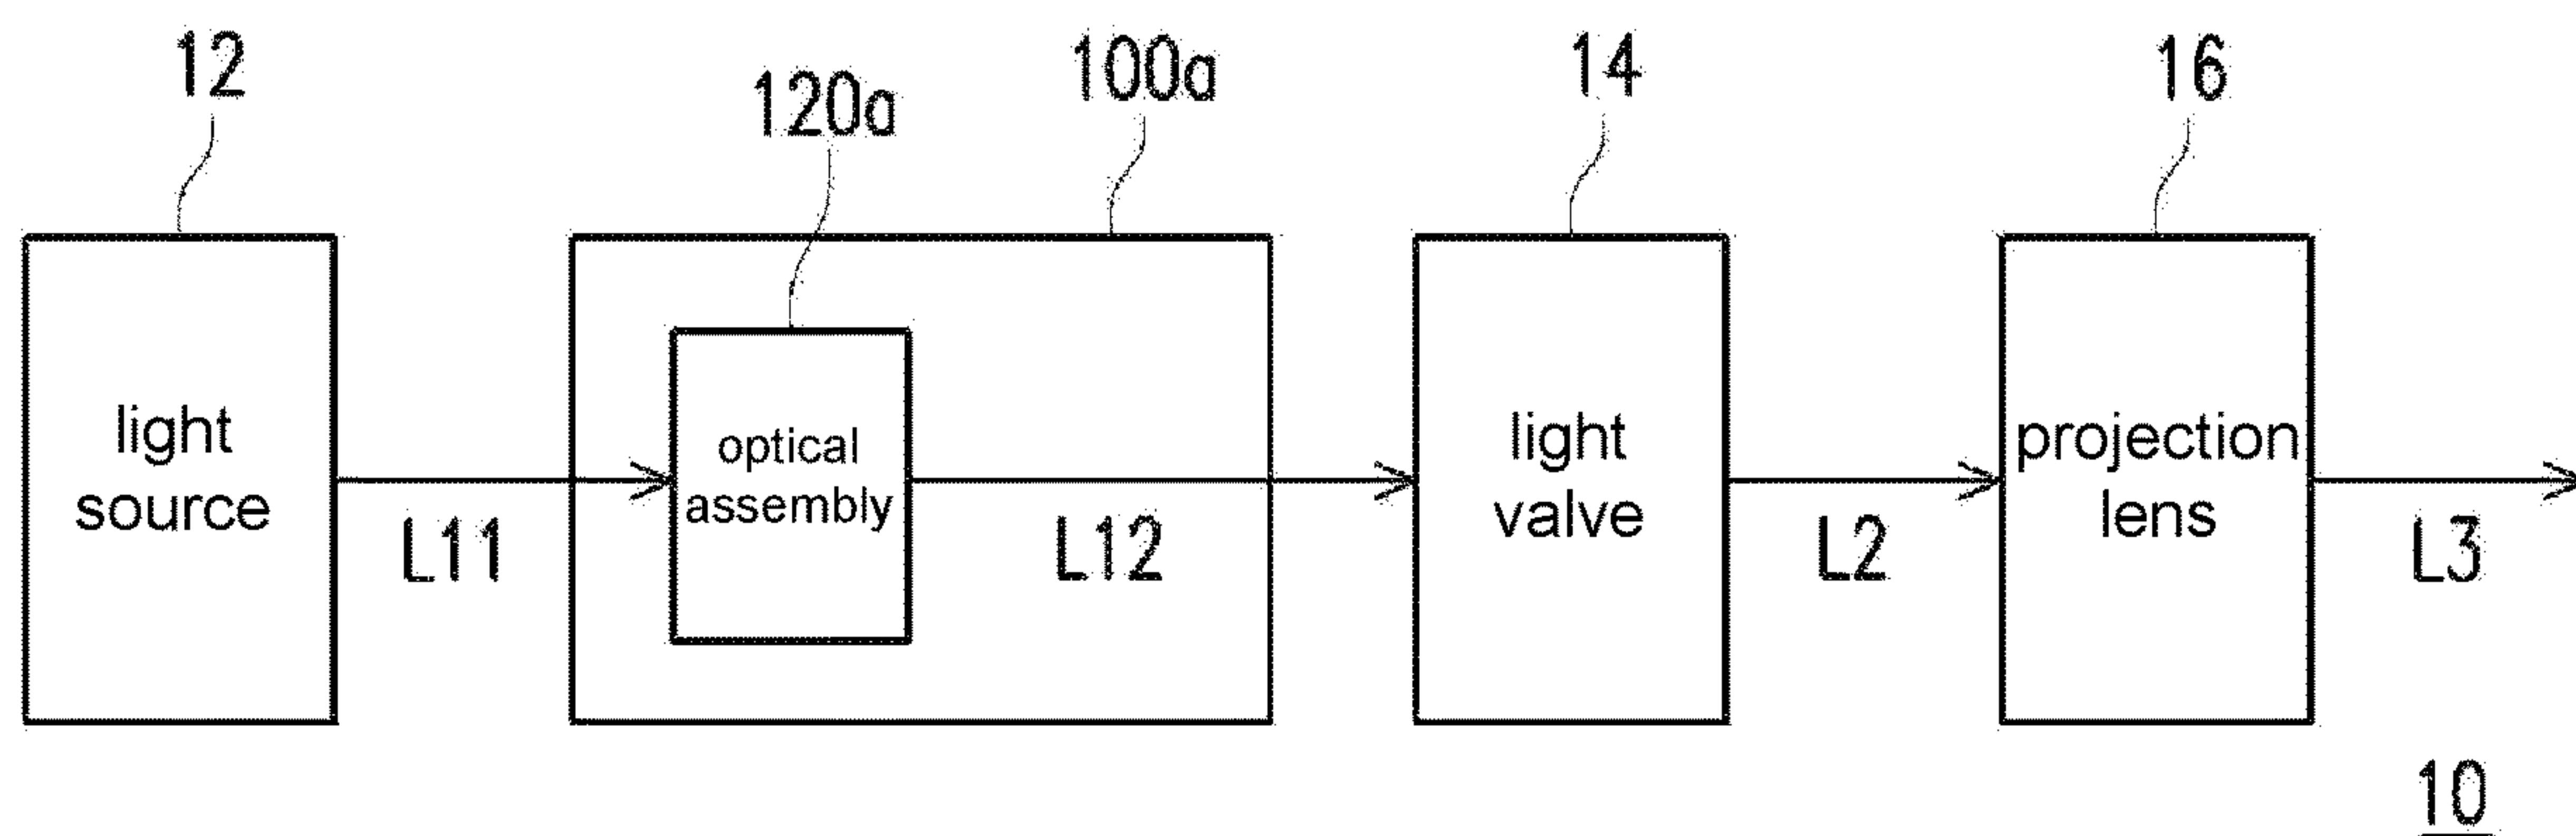 12
120a
100a
14
16
light
source
optical
assembly
light
valve
projection
lens
L11
L12
L2
L3
10